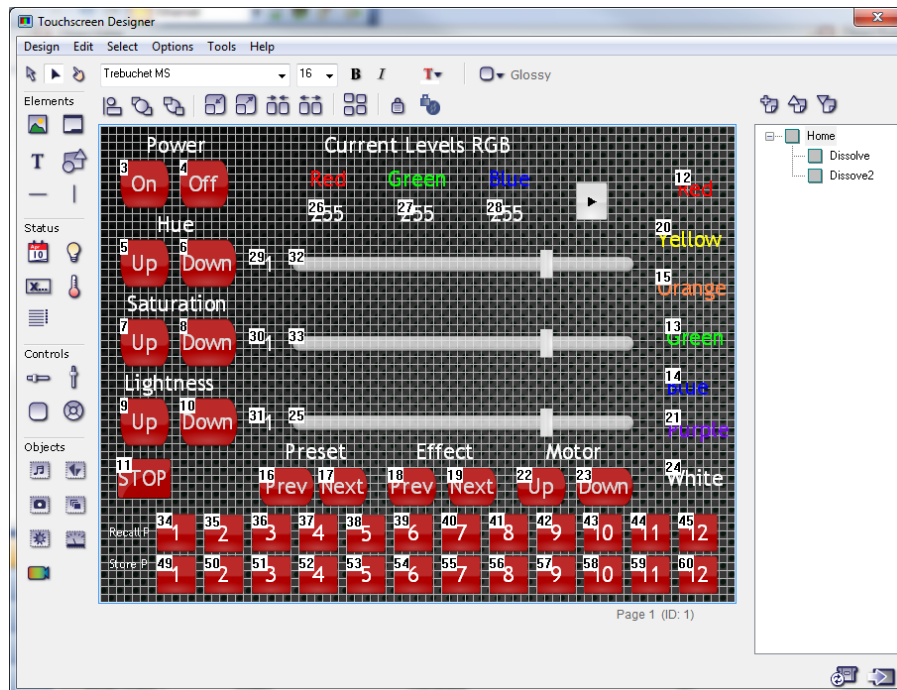 Touchscreen Designer
Design Edit Select Options Tools Help
Trebuchet MS 16 B I T Glossy
Elements
T
Status
Apr
10
x...
Controls
Objects
Power Current Levels RGB
3 On 4 Off Red Green Blue 12 Red
26 255 27 255 28 255
Hue 20 Yellow
5 Up 6 Down 29 1 32
15 Orange
Saturation
7 Up 8 Down 30 1 33 13 Green
Lightness 14 Blue
9 Up 10 Down 31 1 25 21 Purple
Preset Effect Motor
11 STOP 16 Prev 17 Next 18 Prev 19 Next 22 Up 23 Down 24 White
Recall P 34 1 35 2 36 3 37 4 38 5 39 6 40 7 41 8 42 9 43 10 44 11 45 12
Store P 49 1 50 2 51 3 52 4 53 5 54 6 55 7 56 8 57 9 58 10 59 11 60 12
Page 1 (ID: 1)
Home
Dissolve
Dissove2